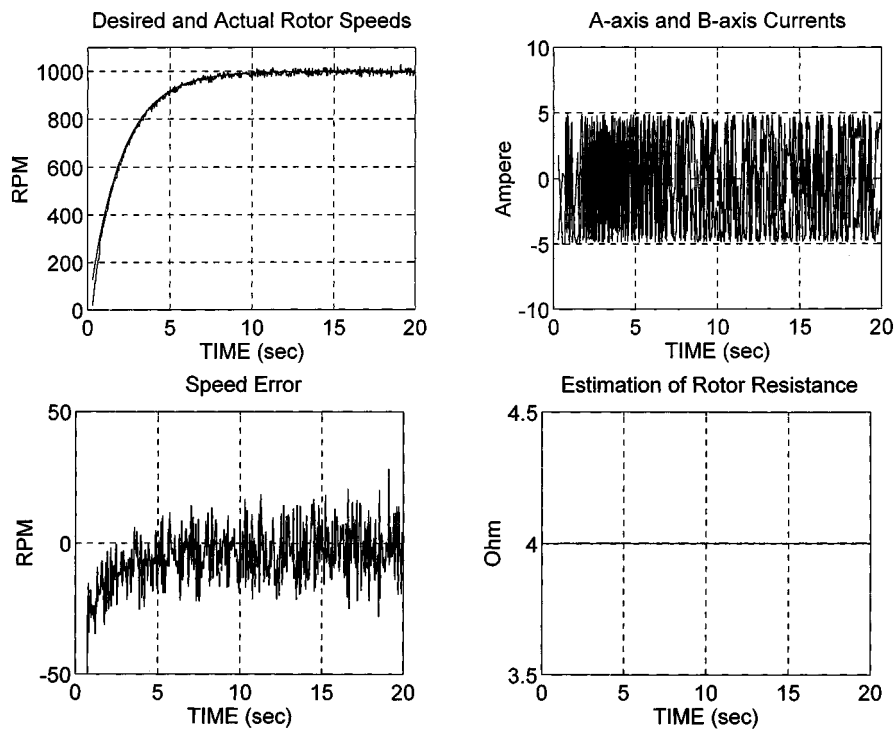 Desired and Actual Rotor Speeds
1000
800
600
400
200
0
RPM
0 5 10 15 20
TIME (sec)
A-axis and B-axis Currents
10
5
0
-5
-10
Ampere
0 5 10 15 20
TIME (sec)
Speed Error
50
0
-50
RPM
0 5 10 15 20
TIME (sec)
Estimation of Rotor Resistance
4.5
4
3.5
Ohm
0 5 10 15 20
TIME (sec)